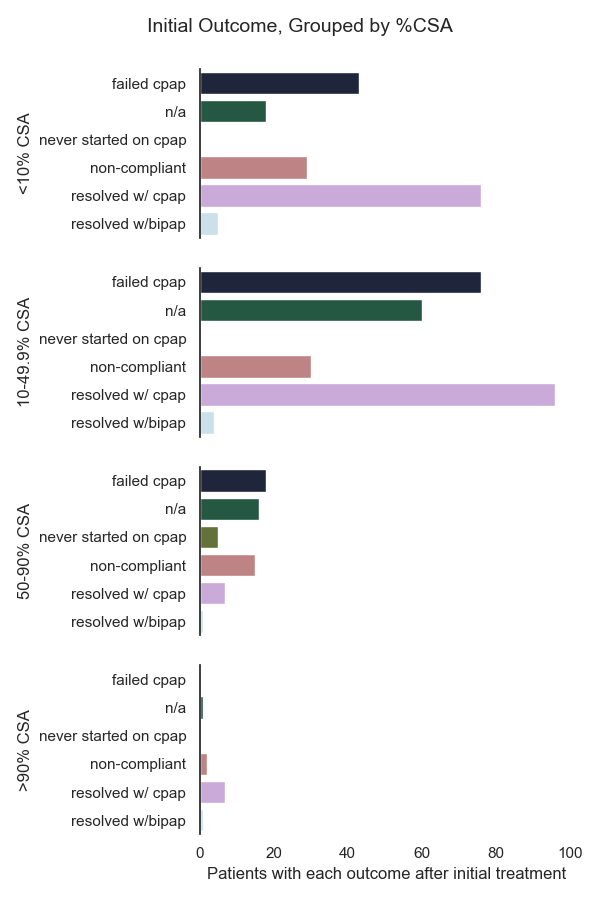 Initial Outcome, Grouped by %CSA
<10% CSA
failed cpap
n/a
never started on cpap
non-compliant
resolved w/ cpap
resolved w/bipap
10-49.9% CSA
failed cpap
n/a
never started on cpap
non-compliant
resolved w/ cpap
resolved w/bipap
50-90% CSA
failed cpap
n/a
never started on cpap
non-compliant
resolved w/ cpap
resolved w/bipap
>90% CSA
failed cpap
n/a
never started on cpap
non-compliant
resolved w/ cpap
resolved w/bipap
0 20 40 60 80 100
Patients with each outcome after initial treatment